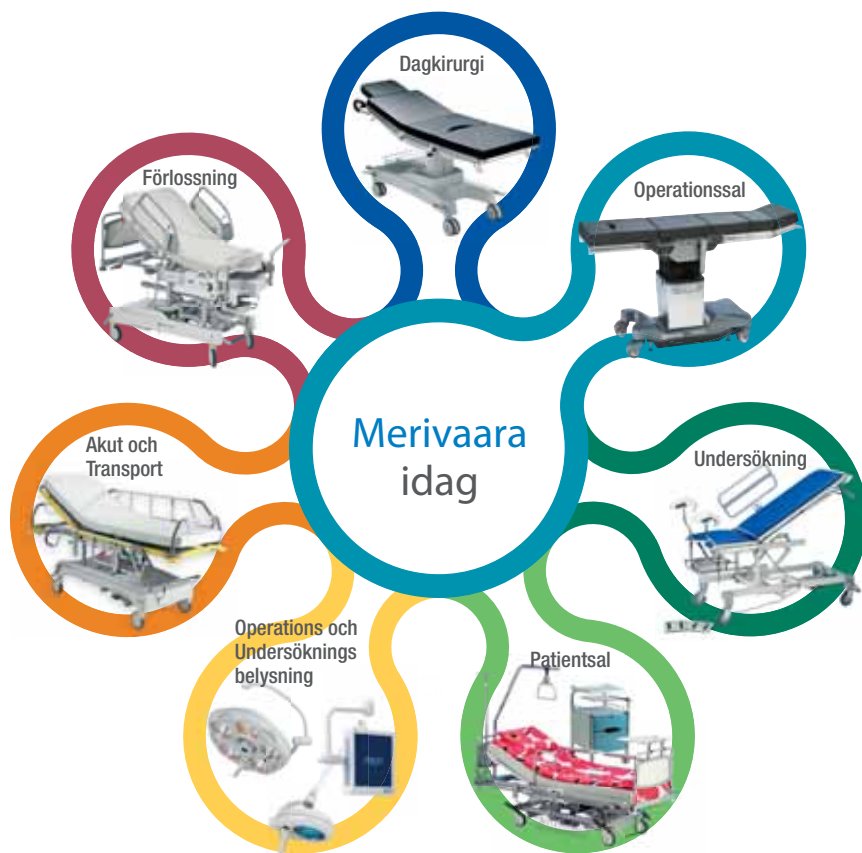 Dagkirurgi
Förlossning
Operationssal
Merivaara
idag
Akut och
Transport
Undersökning
Operations och
Undersöknings
belysning
Patientsal